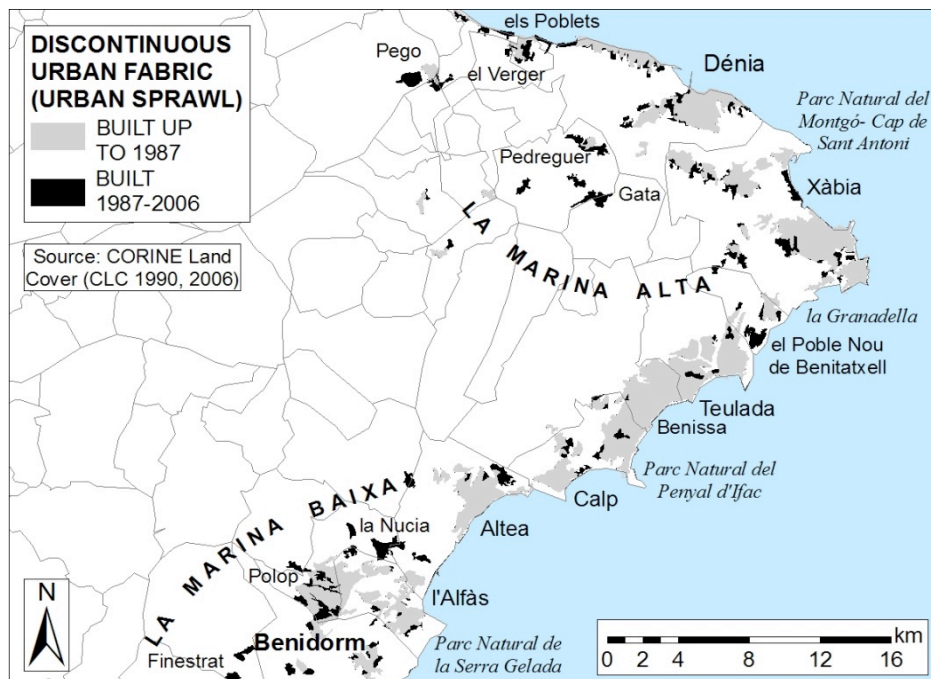 DISCONTINUOUS
URBAN FABRIC
(URBAN SPRAWL)
BUILT UP
TO 1987
BUILT
1987-2006
Source: CORINE Land
Cover (CLC 1990, 2006)
els Poblets
Pego
el Verger
Dénia
Parc Natural del
Montgó- Cap de
Sant Antoni
Pedreguer
Gata
Xàbia
LA MARINA ALTA
la Granadella
el Poble Nou
de Benitatxell
Teulada
Benissa
Parc Natural del
Penyal d'Ifac
Calp
LA MARINA BAIXA
Altea
la Nucia
Polop
l'Alfàs
Benidorm
Parc Natural de
la Serra Gelada
Finestrat
N
km
0 2 4 8 12 16